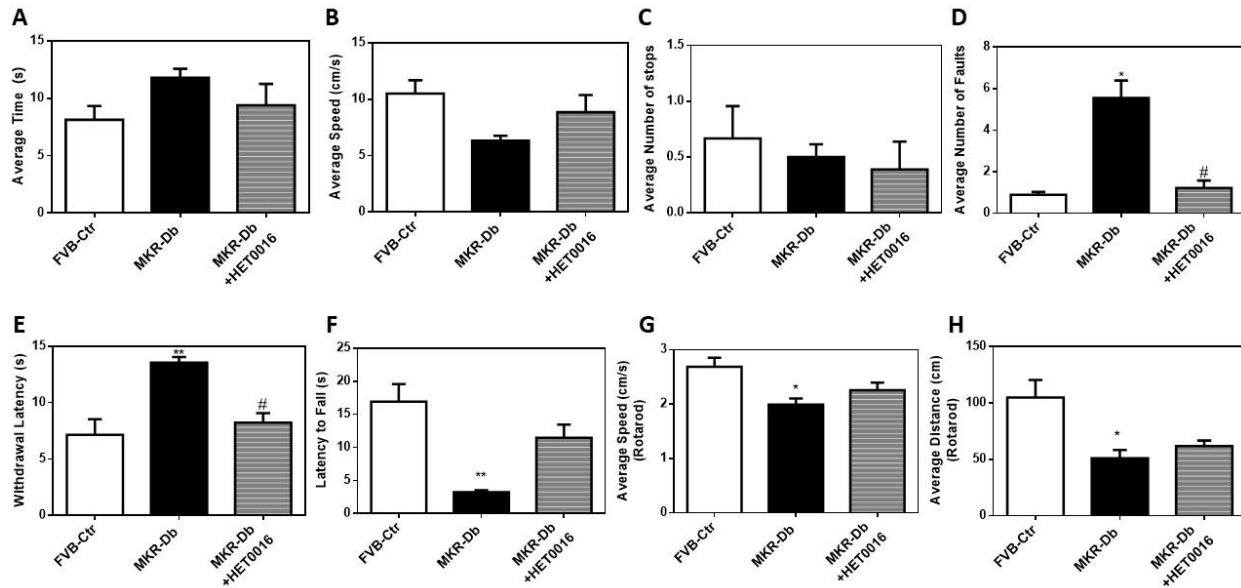 A
Average Time (s)
15
10
5
0
FVB-Ctr
MKR-Db
MKR-Db
+HET0016
B
Average Speed (cm/s)
15
10
5
0
FVB-Ctr
MKR-Db
MKR-Db
+HET0016
C
Average Number of stops
1.5
1.0
0.5
0.0
FVB-Ctr
MKR-Db
MKR-Db
+HET0016
D
Average Number of Faults
8
6
4
2
0
*
#
FVB-Ctr
MKR-Db
MKR-Db
+HET0016
E
Withdrawal Latency (s)
15
10
5
0
**
#
FVB-Ctr
MKR-Db
MKR-Db
+HET0016
F
Latency to Fall (s)
25
20
15
10
5
0
**
FVB-Ctr
MKR-Db
MKR-Db
+HET0016
G
Average Speed (cm/s)
(Rotarod)
3
2
1
0
*
FVB-Ctr
MKR-Db
MKR-Db
+HET0016
H
Average Distance (cm)
(Rotarod)
150
100
50
0
*
FVB-Ctr
MKR-Db
MKR-Db
+HET0016